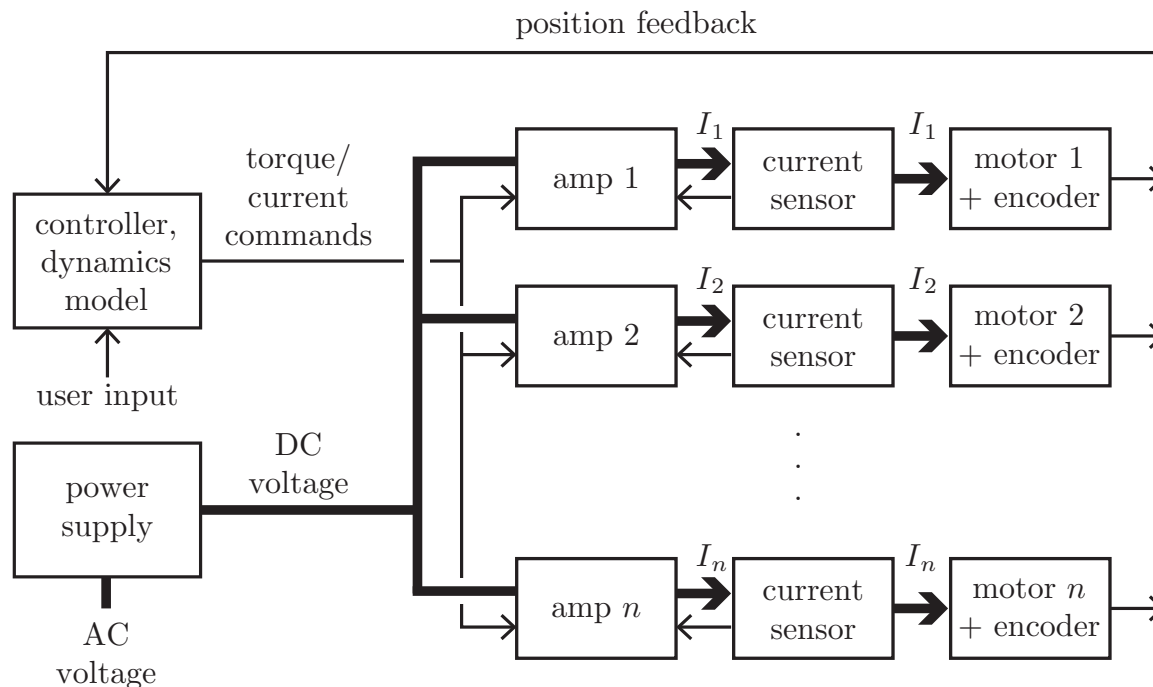 position feedback
torque/
current
commands
controller,
dynamics
model
user input
power
supply
AC
voltage
DC
voltage
amp 1
I₁
current
sensor
I₁
motor 1
+ encoder
amp 2
I₂
current
sensor
I₂
motor 2
+ encoder
.
.
.
amp n
Iₙ
current
sensor
Iₙ
motor n
+ encoder